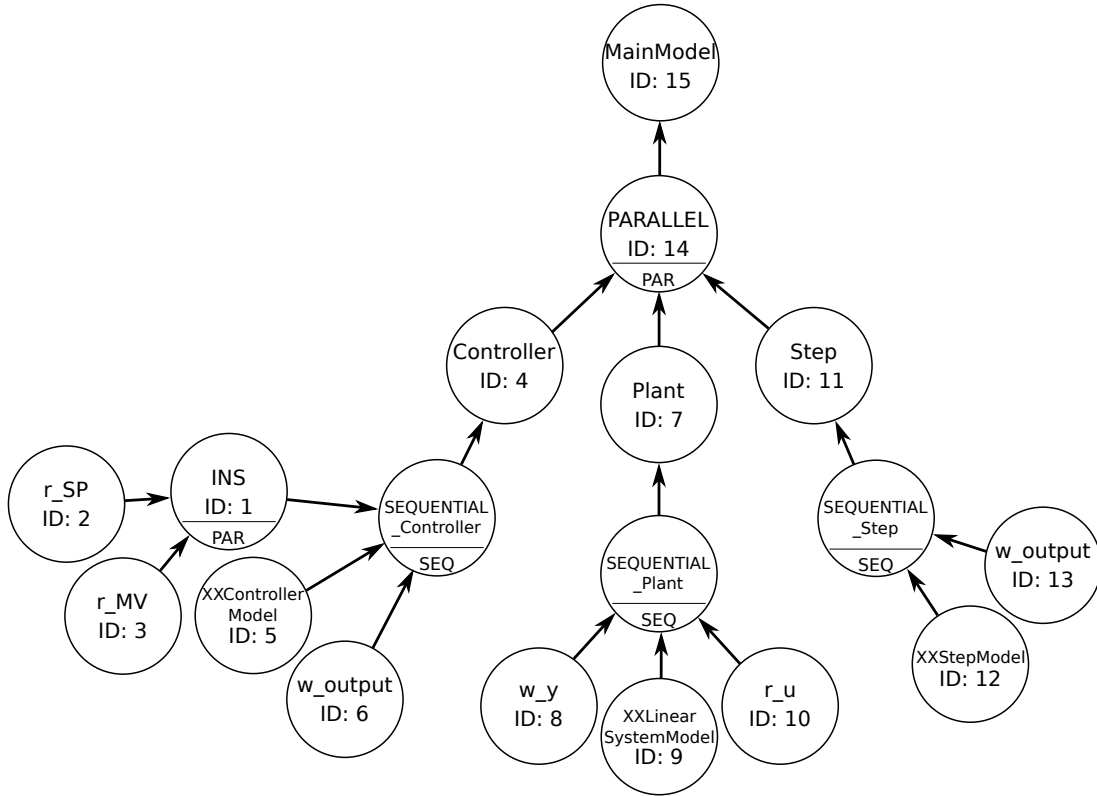 MainModel
ID: 15
PARALLEL
ID: 14
PAR
Controller
ID: 4
Plant
ID: 7
Step
ID: 11
r_SP
ID: 2
INS
ID: 1
PAR
SEQUENTIAL
_Controller
SEQ
SEQUENTIAL
_Plant
SEQ
SEQUENTIAL
_Step
SEQ
w_output
ID: 13
r_MV
ID: 3
XXController
Model
ID: 5
w_output
ID: 6
w_y
ID: 8
XXLinear
SystemModel
ID: 9
r_u
ID: 10
XXStepModel
ID: 12